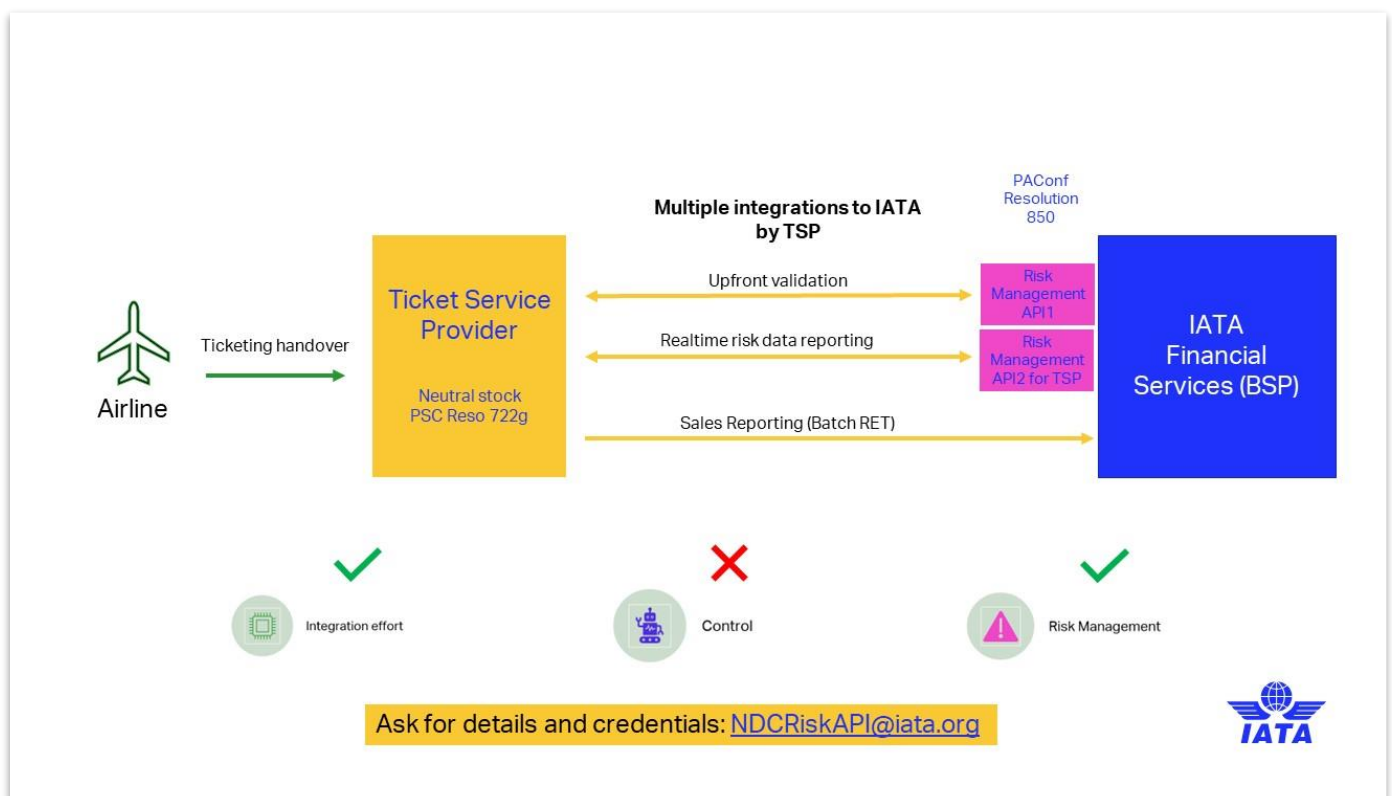 Multiple integrations to IATA
by TSP
PAConf
Resolution
850
Airline
Ticketing handover
Ticket Service
Provider
Neutral stock
PSC Reso 722g
Upfront validation
Realtime risk data reporting
Sales Reporting (Batch RET)
Risk
Management
API1
Risk
Management
API2 for TSP
IATA
Financial
Services (BSP)
Integration effort
Control
Risk Management
Ask for details and credentials: NDCRiskAPI@iata.org
IATA